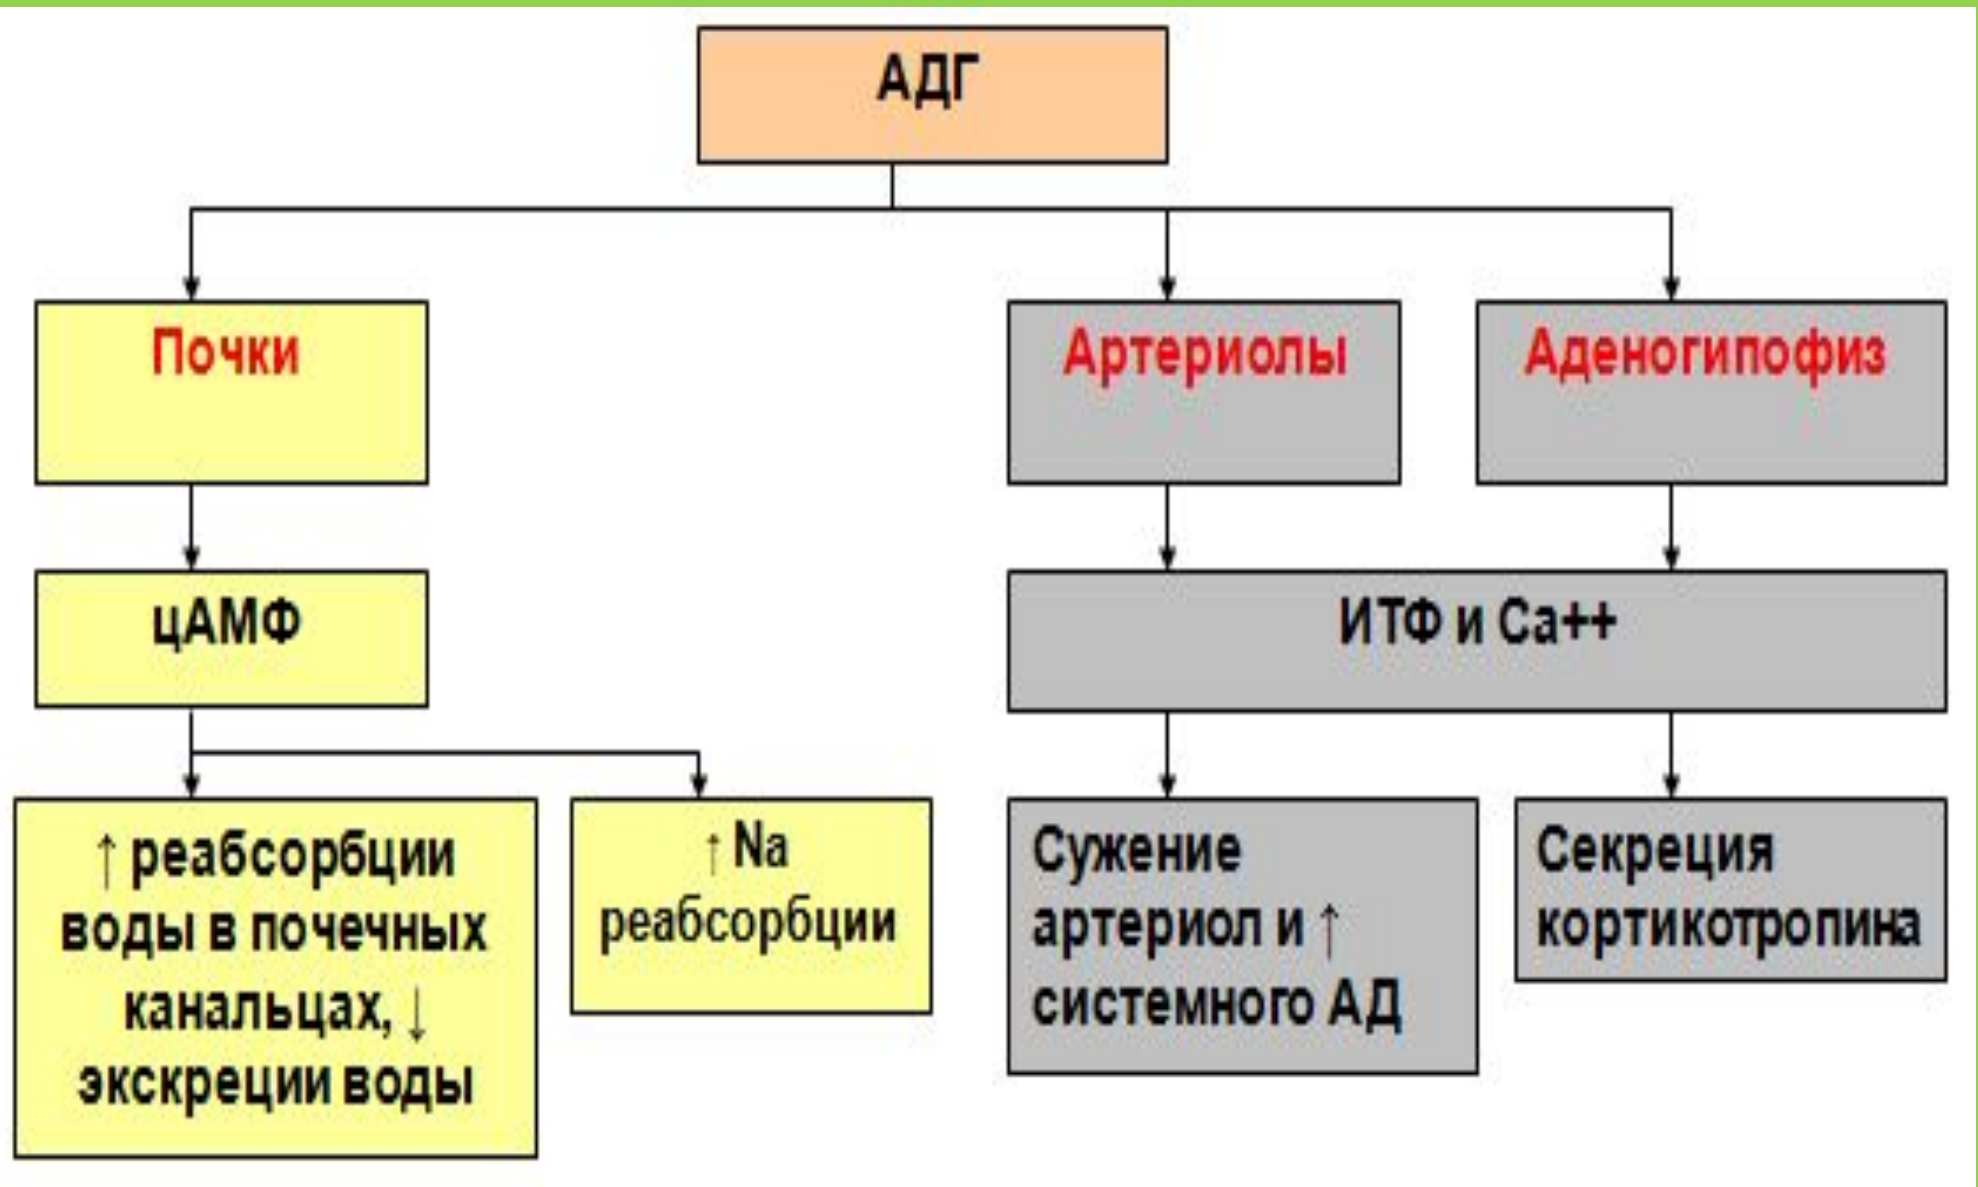 АДГ
Почки
Артериолы
Аденогипофиз
цАМФ
ИТФ и Са++
↑ реабсорбции
воды в почечных
канальцах, ↓
экскреции воды
↑ Na
реабсорбции
Сужение
артериол и ↑
системного АД
Секреция
кортикотропина